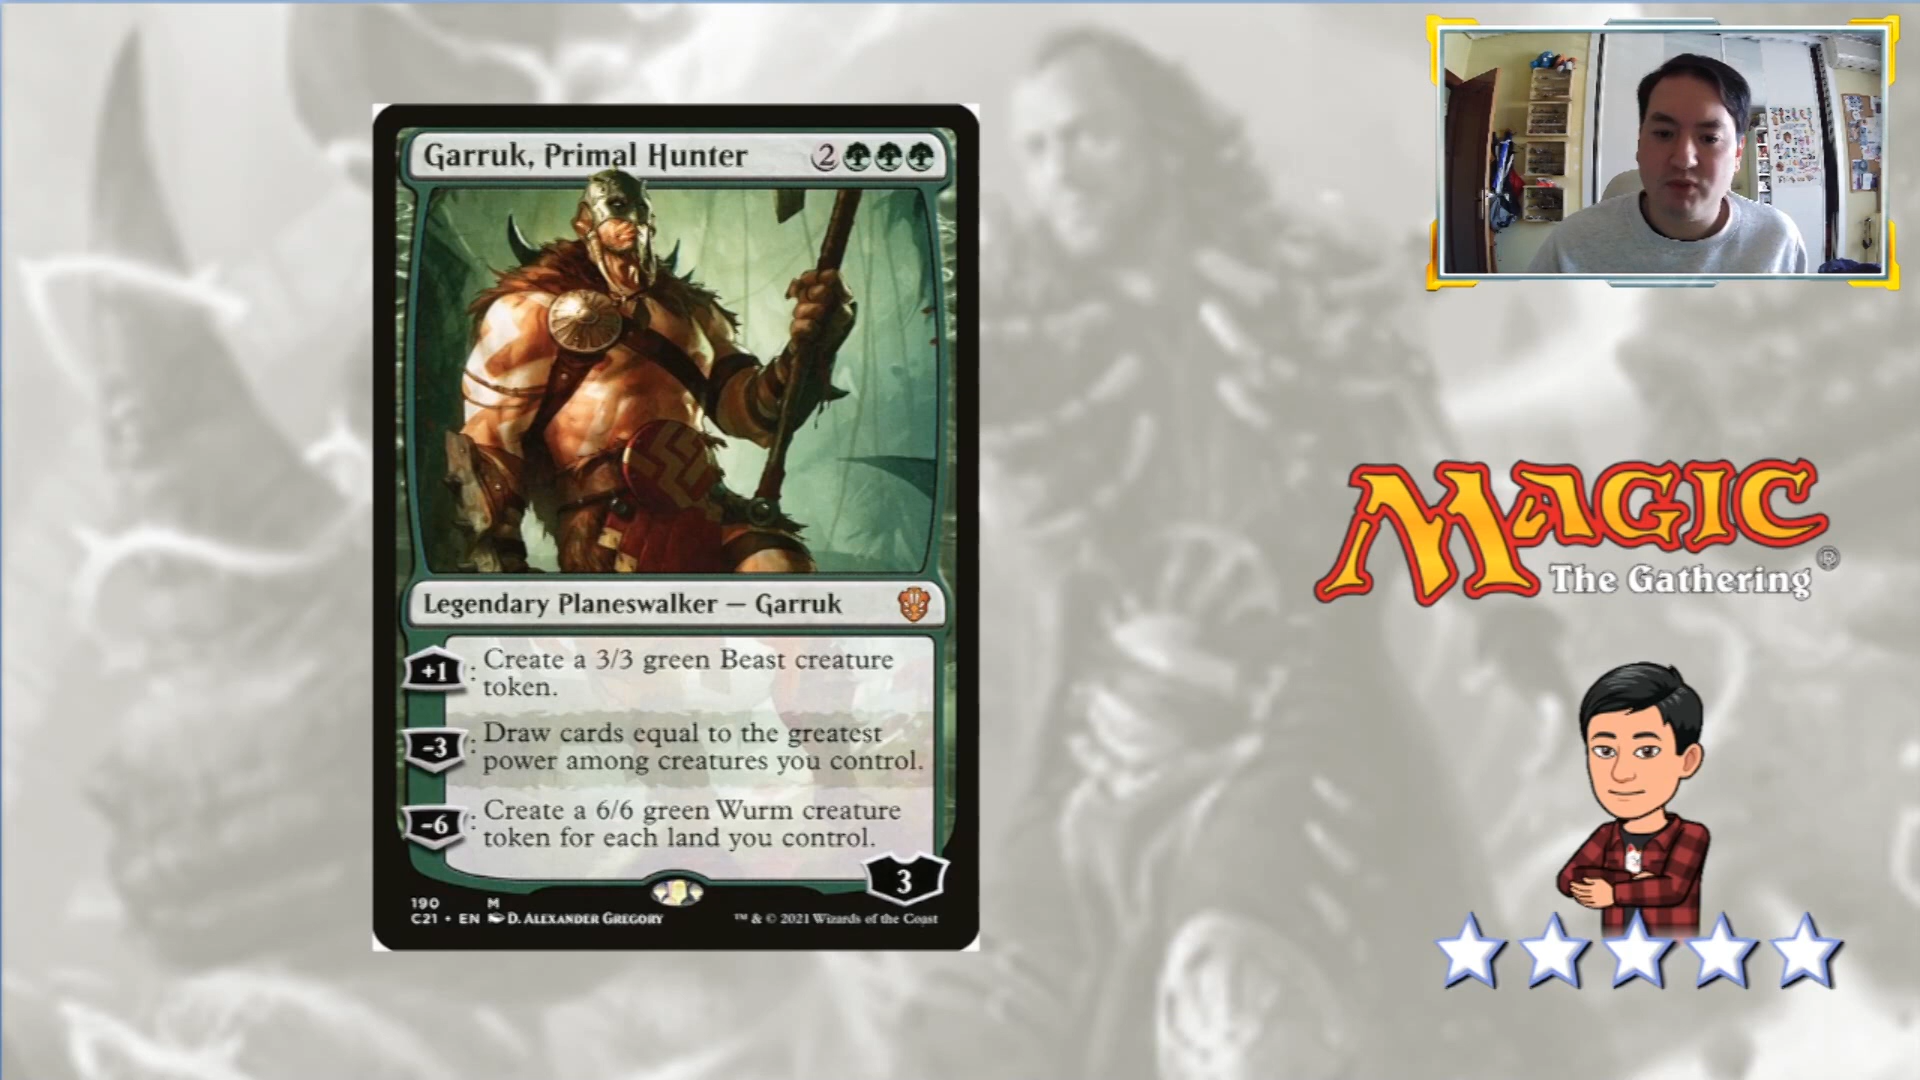 Garruk, Primal Hunter 2
Legendary Planeswalker — Garruk
+1: Create a 3/3 green Beast creature
token.
-3: Draw cards equal to the greatest
power among creatures you control.
-6: Create a 6/6 green Wurm creature
token for each land you control.
3
190 M
C21 • EN D. Alexander Gregory
™ & © 2021 Wizards of the Coast
MAGIC
The Gathering®